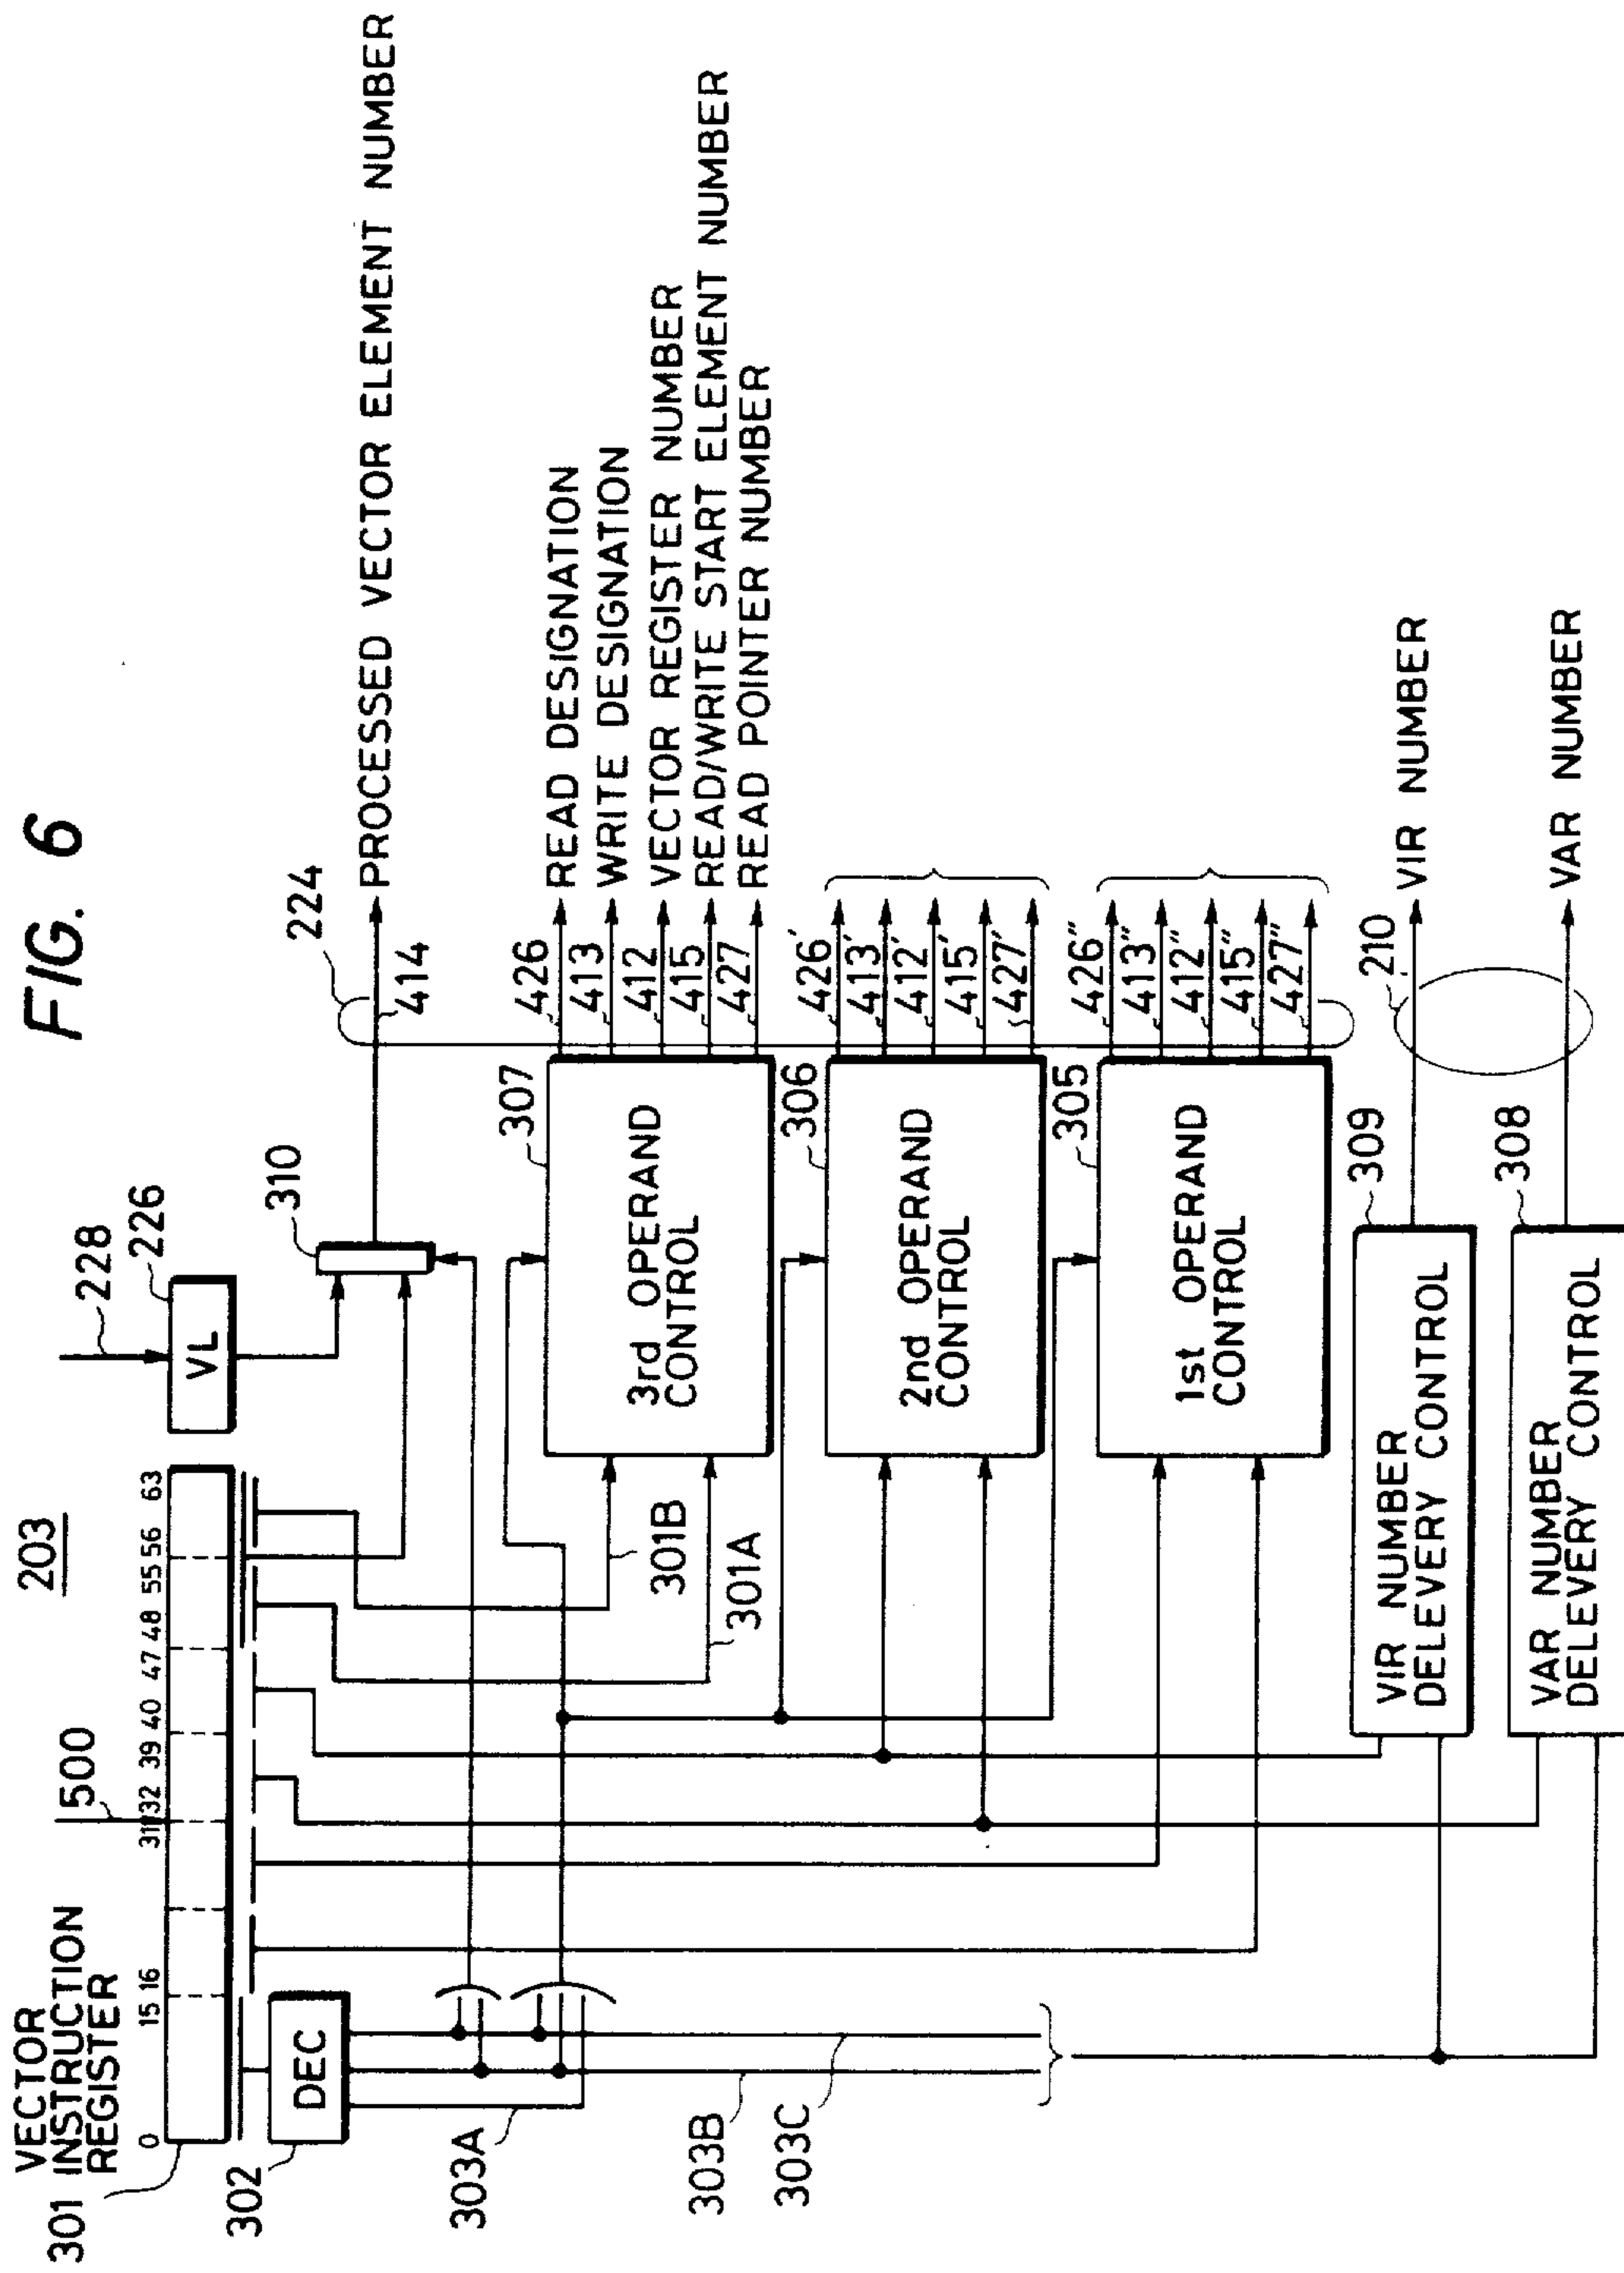 FIG. 6
203
VECTOR
INSTRUCTION
REGISTER
301
500
0 15 16 31 32 39 40 47 48 55 56 63
228
226
VL
302
DEC
310
224
414
PROCESSED VECTOR ELEMENT NUMBER
303A
303B
303C
301B
301A
307
3rd OPERAND
CONTROL
426
READ DESIGNATION
413
WRITE DESIGNATION
412
VECTOR REGISTER NUMBER
415
READ/WRITE START ELEMENT NUMBER
427
READ POINTER NUMBER
306
2nd OPERAND
CONTROL
426'
413'
412'
415'
427'
305
1st OPERAND
CONTROL
426"
413"
412"
415"
427"
309
VIR NUMBER
DELEVERY CONTROL
210
VIR NUMBER
308
VAR NUMBER
DELEVERY CONTROL
VAR NUMBER